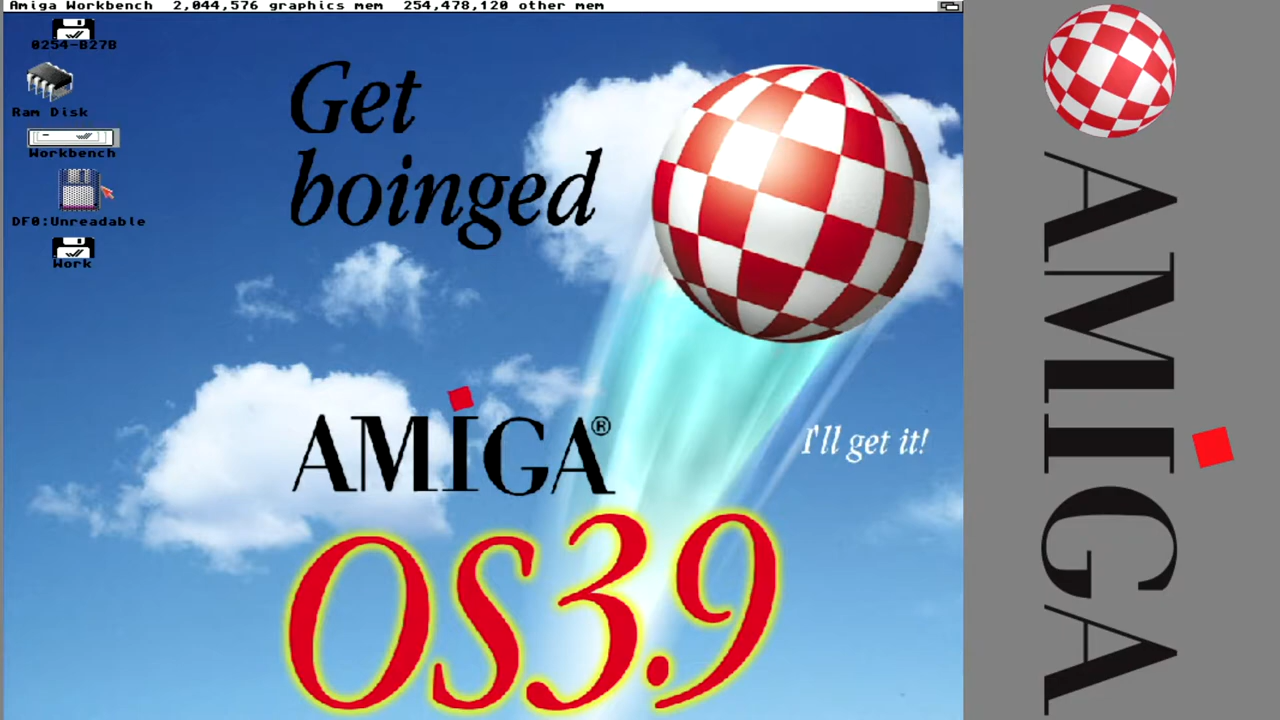 Amiga Workbench 2,044,576 graphics mem 254,478,120 other mem
0254-B27B
Ram Disk
Workbench
DF0:Unreadable
Work
Get
boinged
I'll get it!
AMIGA®
OS3.9
AMIGA